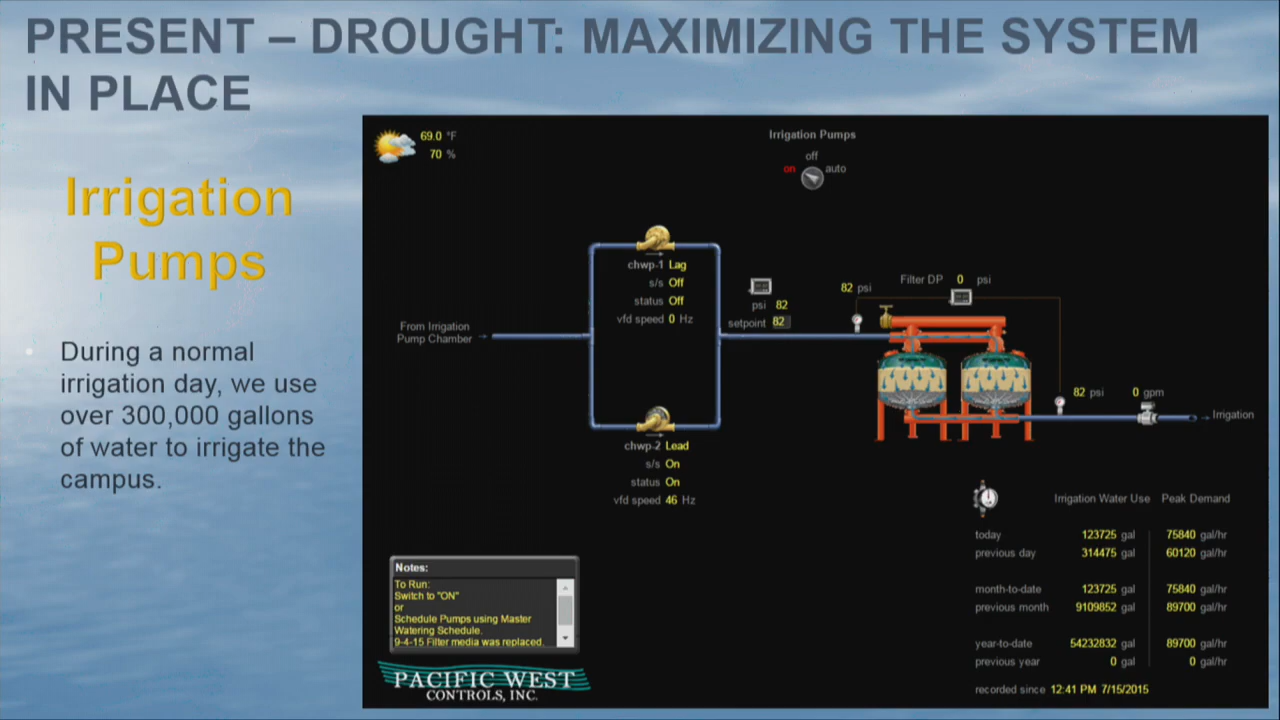 PRESENT – DROUGHT: MAXIMIZING THE SYSTEM
IN PLACE
Irrigation
Pumps
During a normal
irrigation day, we use
over 300,000 gallons
of water to irrigate the
campus.
69.0 °F
70 %
Irrigation Pumps
off
on auto
chwp-1 Lag
s/s Off
status Off
vfd speed 0 Hz
From Irrigation
Pump Chamber
psi 82
setpoint 82
82 psi
Filter DP 0 psi
82 psi 0 gpm
Irrigation
chwp-2 Lead
s/s On
status On
vfd speed 46 Hz
Irrigation Water Use Peak Demand
today 123725 gal 75840 gal/hr
previous day 314475 gal 60120 gal/hr
month-to-date 123725 gal 75840 gal/hr
previous month 9109852 gal 89700 gal/hr
year-to-date 54232832 gal 89700 gal/hr
previous year 0 gal 0 gal/hr
recorded since 12:41 PM 7/15/2015
Notes:
To Run:
Switch to "ON"
or
Schedule Pumps using Master
Watering Schedule.
9-4-15 Filter media was replaced.
PACIFIC WEST
CONTROLS, INC.